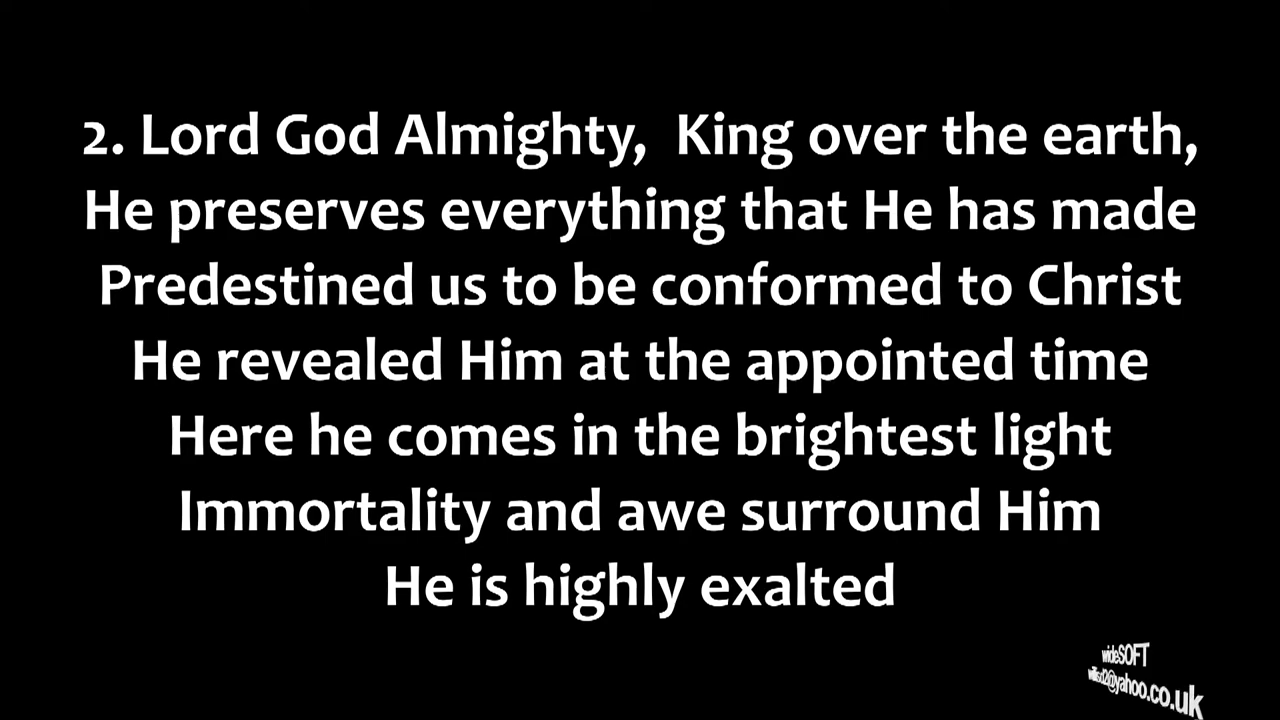 2. Lord God Almighty,  King over the earth,
He preserves everything that He has made
Predestined us to be conformed to Christ
He revealed Him at the appointed time
Here he comes in the brightest light
Immortality and awe surround Him
He is highly exalted
wideSOFT